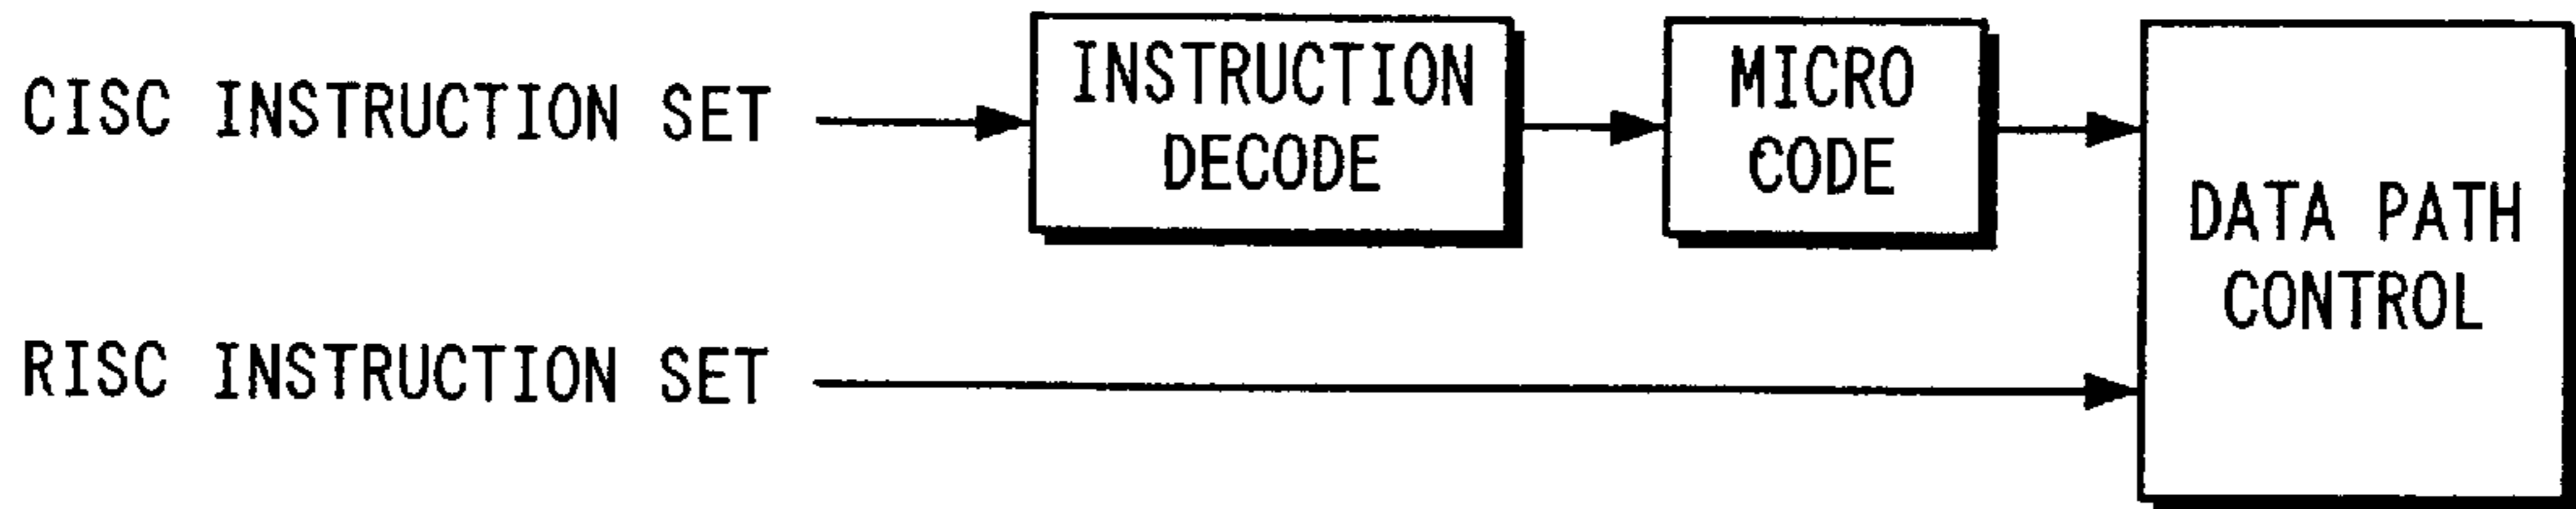 CISC INSTRUCTION SET
INSTRUCTION
DECODE
MICRO
CODE
DATA PATH
CONTROL
RISC INSTRUCTION SET